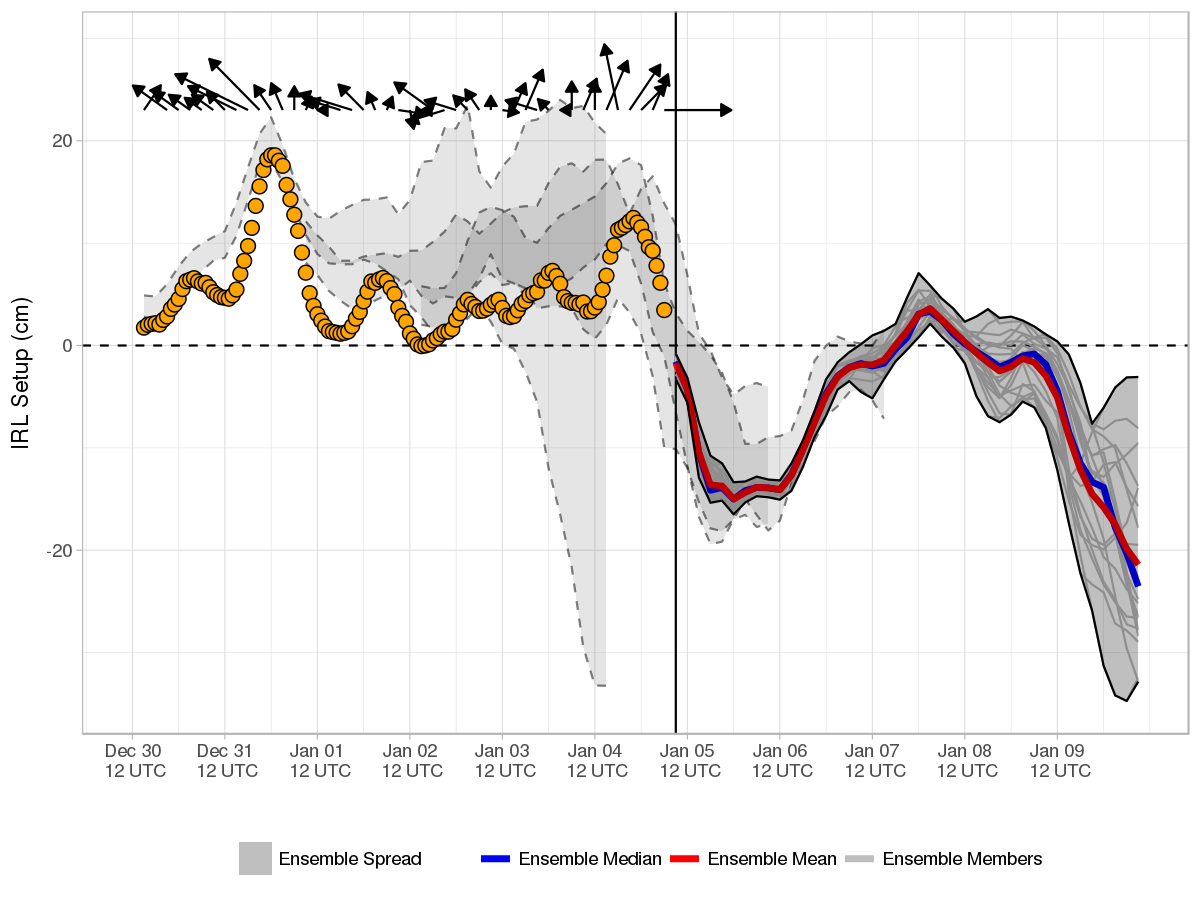 IRL Setup (cm)
20
0
-20
Dec 30 Dec 31 Jan 01 Jan 02 Jan 03 Jan 04 Jan 05 Jan 06 Jan 07 Jan 08 Jan 09
12 UTC 12 UTC 12 UTC 12 UTC 12 UTC 12 UTC 12 UTC 12 UTC 12 UTC 12 UTC 12 UTC
Ensemble Spread Ensemble Median Ensemble Mean Ensemble Members